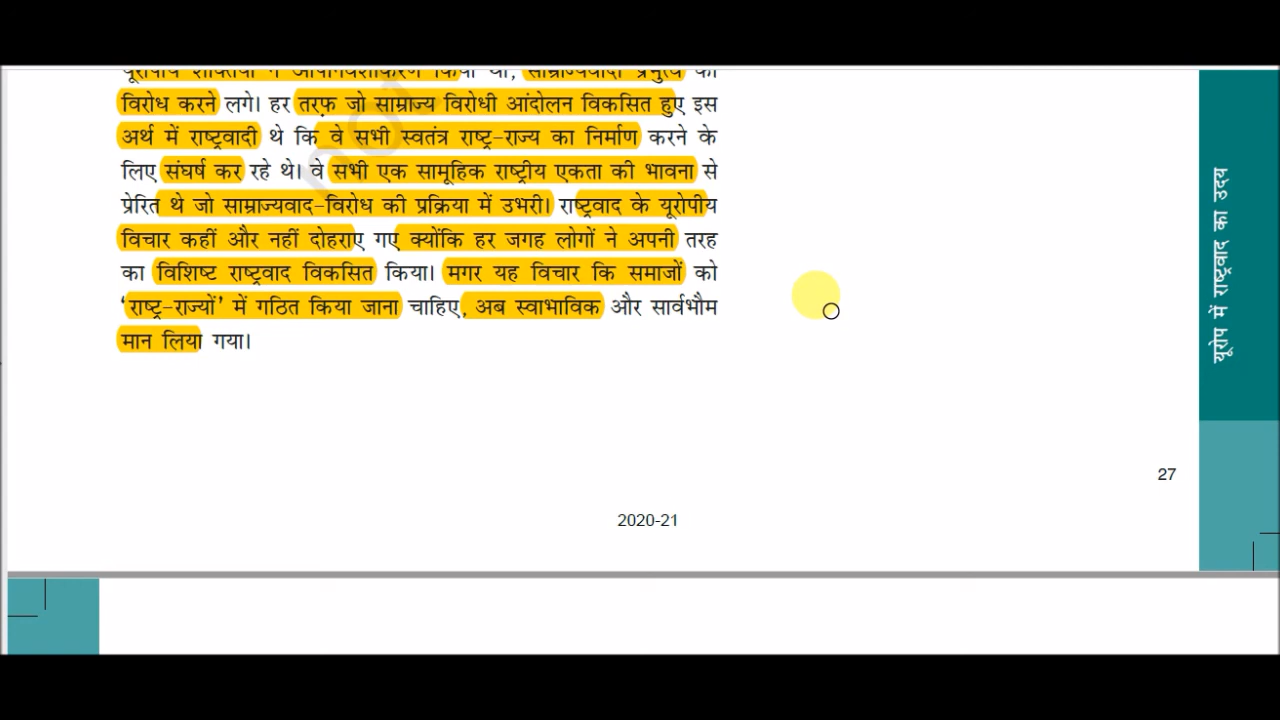 विरोध करने लगे। हर तरफ़ जो साम्राज्य विरोधी आंदोलन विकसित हुए इस
अर्थ में राष्ट्रवादी थे कि वे सभी स्वतंत्र राष्ट्र-राज्य का निर्माण करने के
लिए संघर्ष कर रहे थे। वे सभी एक सामूहिक राष्ट्रीय एकता की भावना से
प्रेरित थे जो साम्राज्यवाद-विरोध की प्रक्रिया में उभरी। राष्ट्रवाद के यूरोपीय
विचार कहीं और नहीं दोहराए गए क्योंकि हर जगह लोगों ने अपनी तरह
का विशिष्ट राष्ट्रवाद विकसित किया। मगर यह विचार कि समाजों को
‘राष्ट्र-राज्यों’ में गठित किया जाना चाहिए, अब स्वाभाविक और सार्वभौम
मान लिया गया।
यूरोप में राष्ट्रवाद का उदय
27
2020-21